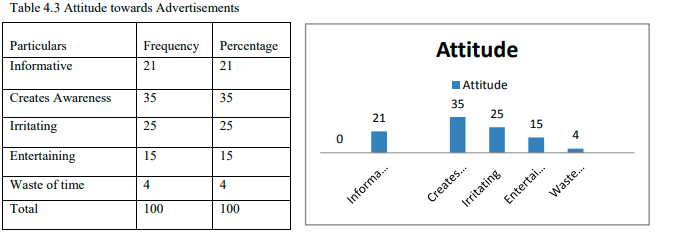 Table 4.3 Attitude towards Advertisements
Particulars Frequency Percentage
Informative 21 21
Creates Awareness 35 35
Irritating 25 25
Entertaining 15 15
Waste of time 4 4
Total 100 100
Attitude
Attitude
0 21 35 25 15 4
Informa... Creates... Irritating Entertai... Waste...